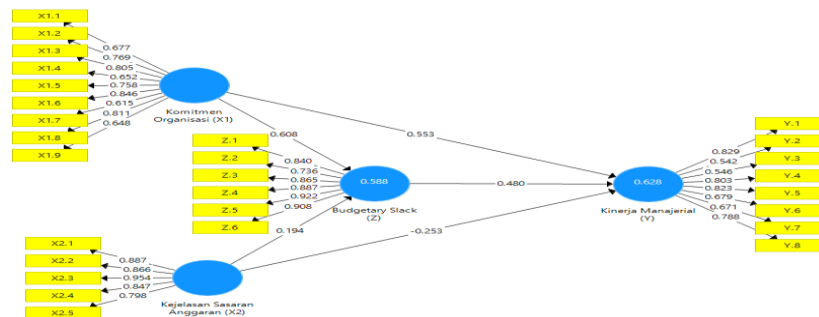 X1.1
X1.2
X1.3
X1.4
X1.5
X1.6
X1.7
X1.8
X1.9
0.677
0.769
0.805
0.652
0.758
0.846
0.615
0.811
0.648
Komitmen
Organisasi (X1)
0.608
0.553
Z.1
Z.2
Z.3
Z.4
Z.5
Z.6
0.840
0.736
0.865
0.887
0.922
0.908
0.588
Budgetary Slack
(Z)
0.480
0.194
-0.253
X2.1
X2.2
X2.3
X2.4
X2.5
0.887
0.866
0.954
0.847
0.798
Kejelasan Sasaran
Anggaran (X2)
0.628
Kinerja Manajerial
(Y)
0.829
0.542
0.546
0.803
0.823
0.679
0.671
0.788
Y.1
Y.2
Y.3
Y.4
Y.5
Y.6
Y.7
Y.8